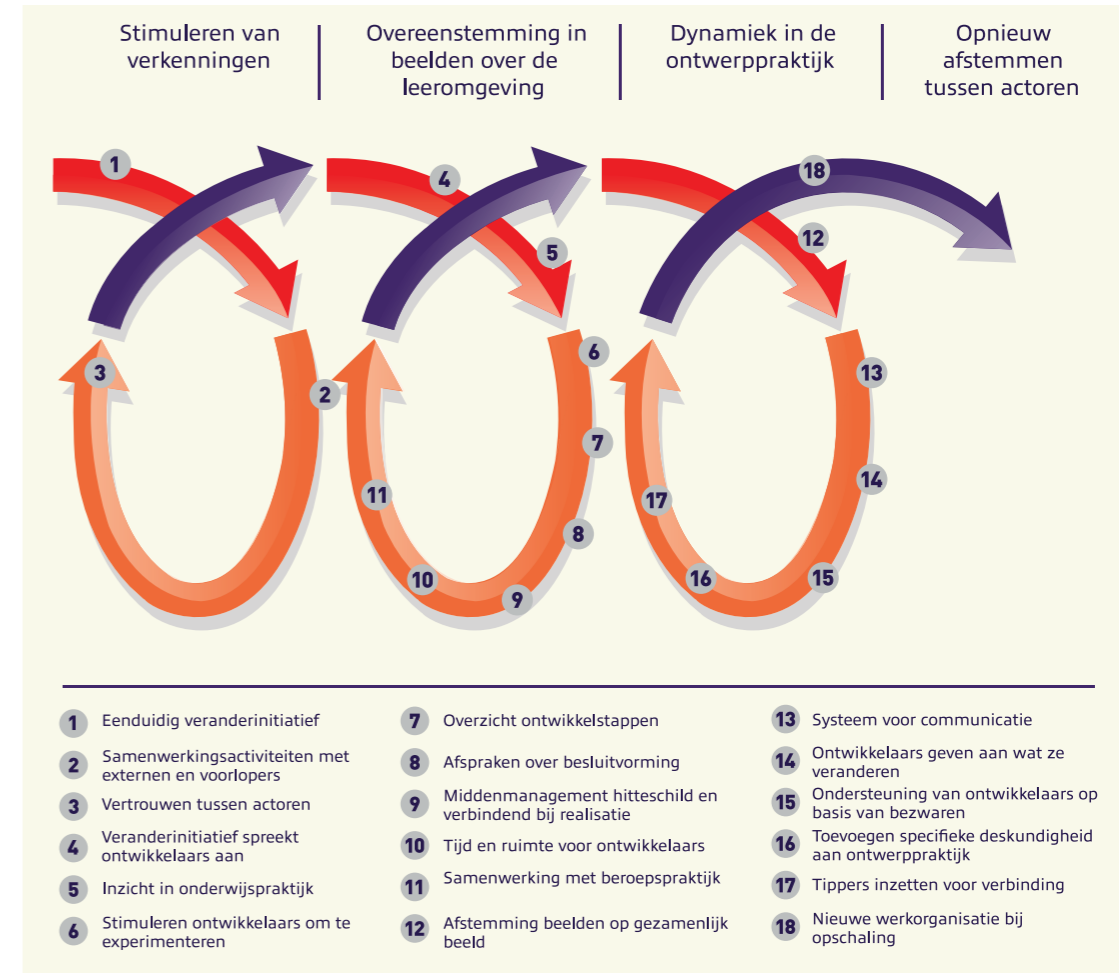 Stimuleren van
verkenningen
Overeenstemming in
beelden over de
leeromgeving
Dynamiek in de
ontwerppraktijk
Opnieuw
afstemmen
tussen actoren
1
18
4
12
5
6
3
13
2
7
14
11
17
8
10
16
15
9
1 Eenduidig veranderinitiatief
2 Samenwerkingsactiviteiten met
externen en voorlopers
3 Vertrouwen tussen actoren
4 Veranderinitiatief spreekt
ontwikkelaars aan
5 Inzicht in onderwijspraktijk
6 Stimuleren ontwikkelaars om te
experimenteren
7 Overzicht ontwikkelstappen
8 Afspraken over besluitvorming
9 Middenmanagement hitteschild en
verbindend bij realisatie
10 Tijd en ruimte voor ontwikkelaars
11 Samenwerking met beroepspraktijk
12 Afstemming beelden op gezamenlijk
beeld
13 Systeem voor communicatie
14 Ontwikkelaars geven aan wat ze
veranderen
15 Ondersteuning van ontwikkelaars op
basis van bezwaren
16 Toevoegen specifieke deskundigheid
aan ontwerppraktijk
17 Tippers inzetten voor verbinding
18 Nieuwe werkorganisatie bij
opschaling